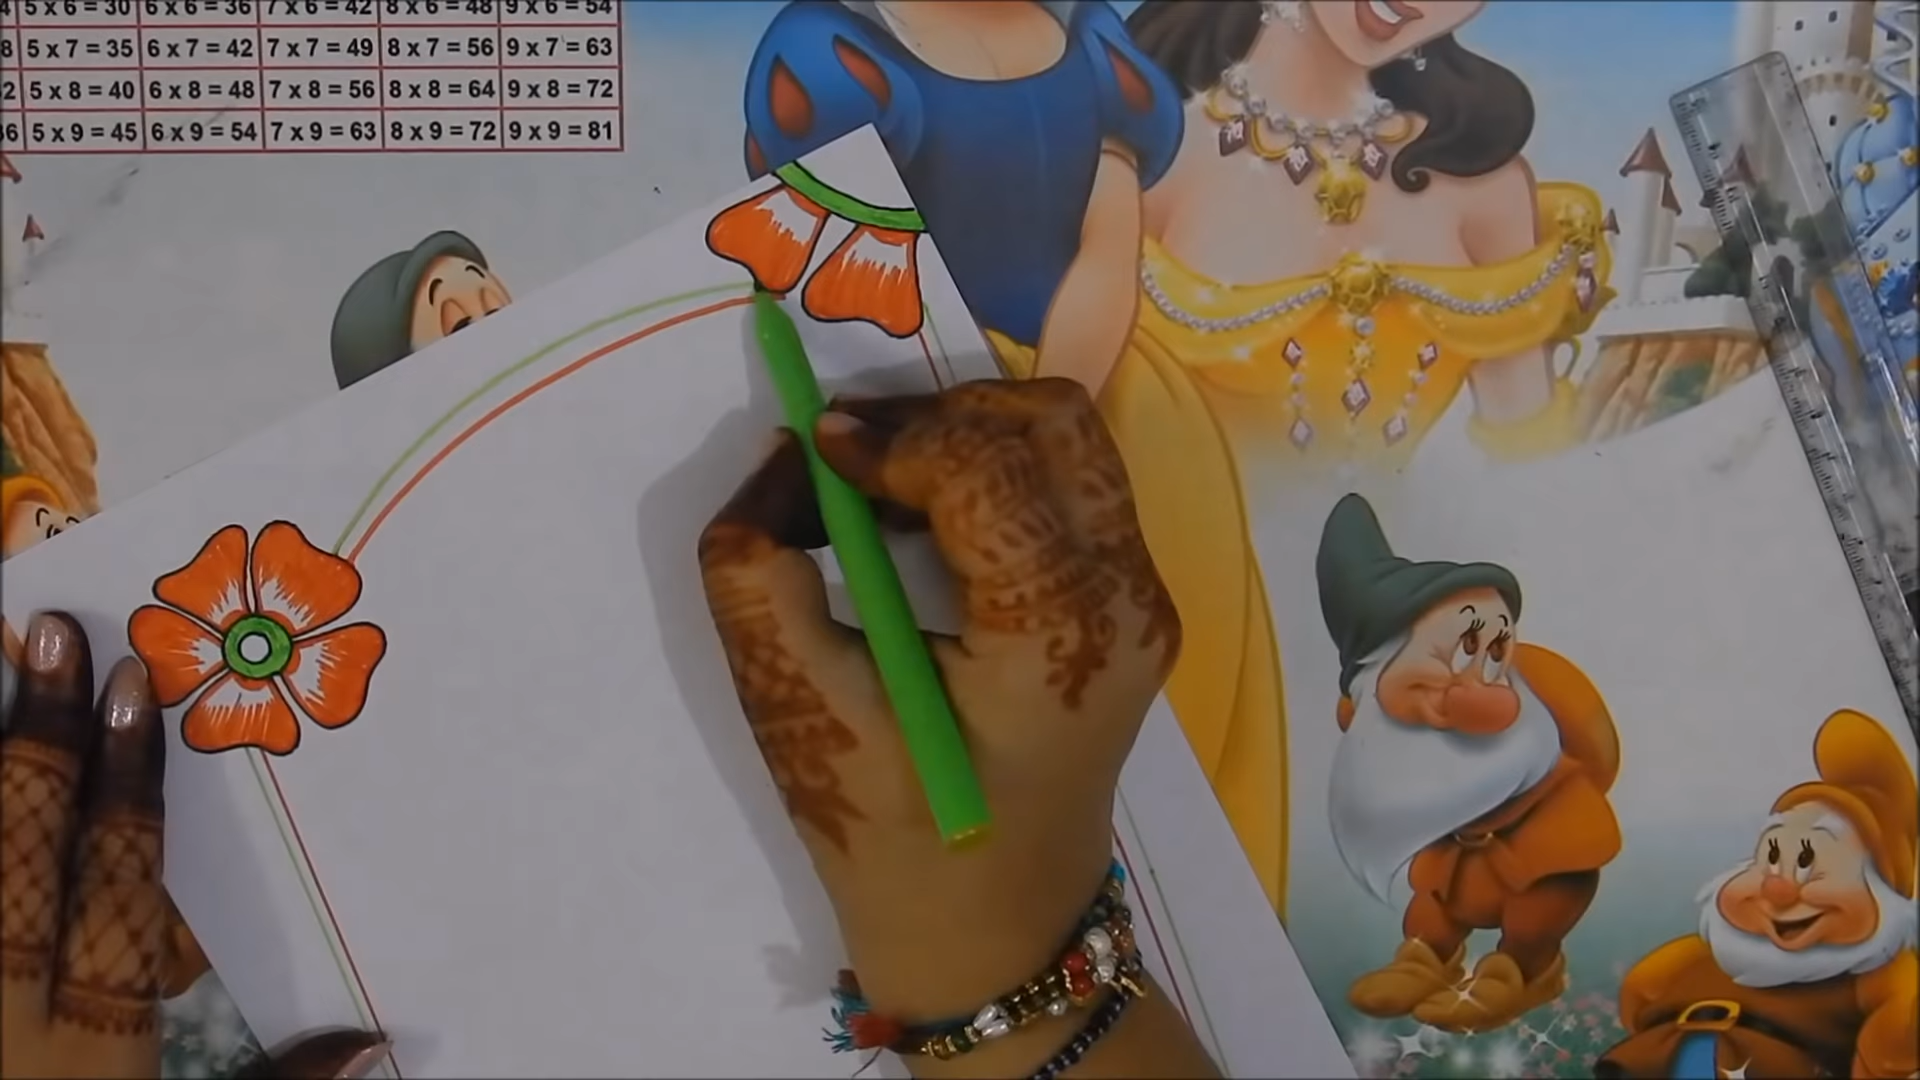 5 x 6 = 30 6 x 6 = 36 7 x 6 = 42 8 x 6 = 48 9 x 6 = 54
8 5 x 7 = 35 6 x 7 = 42 7 x 7 = 49 8 x 7 = 56 9 x 7 = 63
2 5 x 8 = 40 6 x 8 = 48 7 x 8 = 56 8 x 8 = 64 9 x 8 = 72
6 5 x 9 = 45 6 x 9 = 54 7 x 9 = 63 8 x 9 = 72 9 x 9 = 81